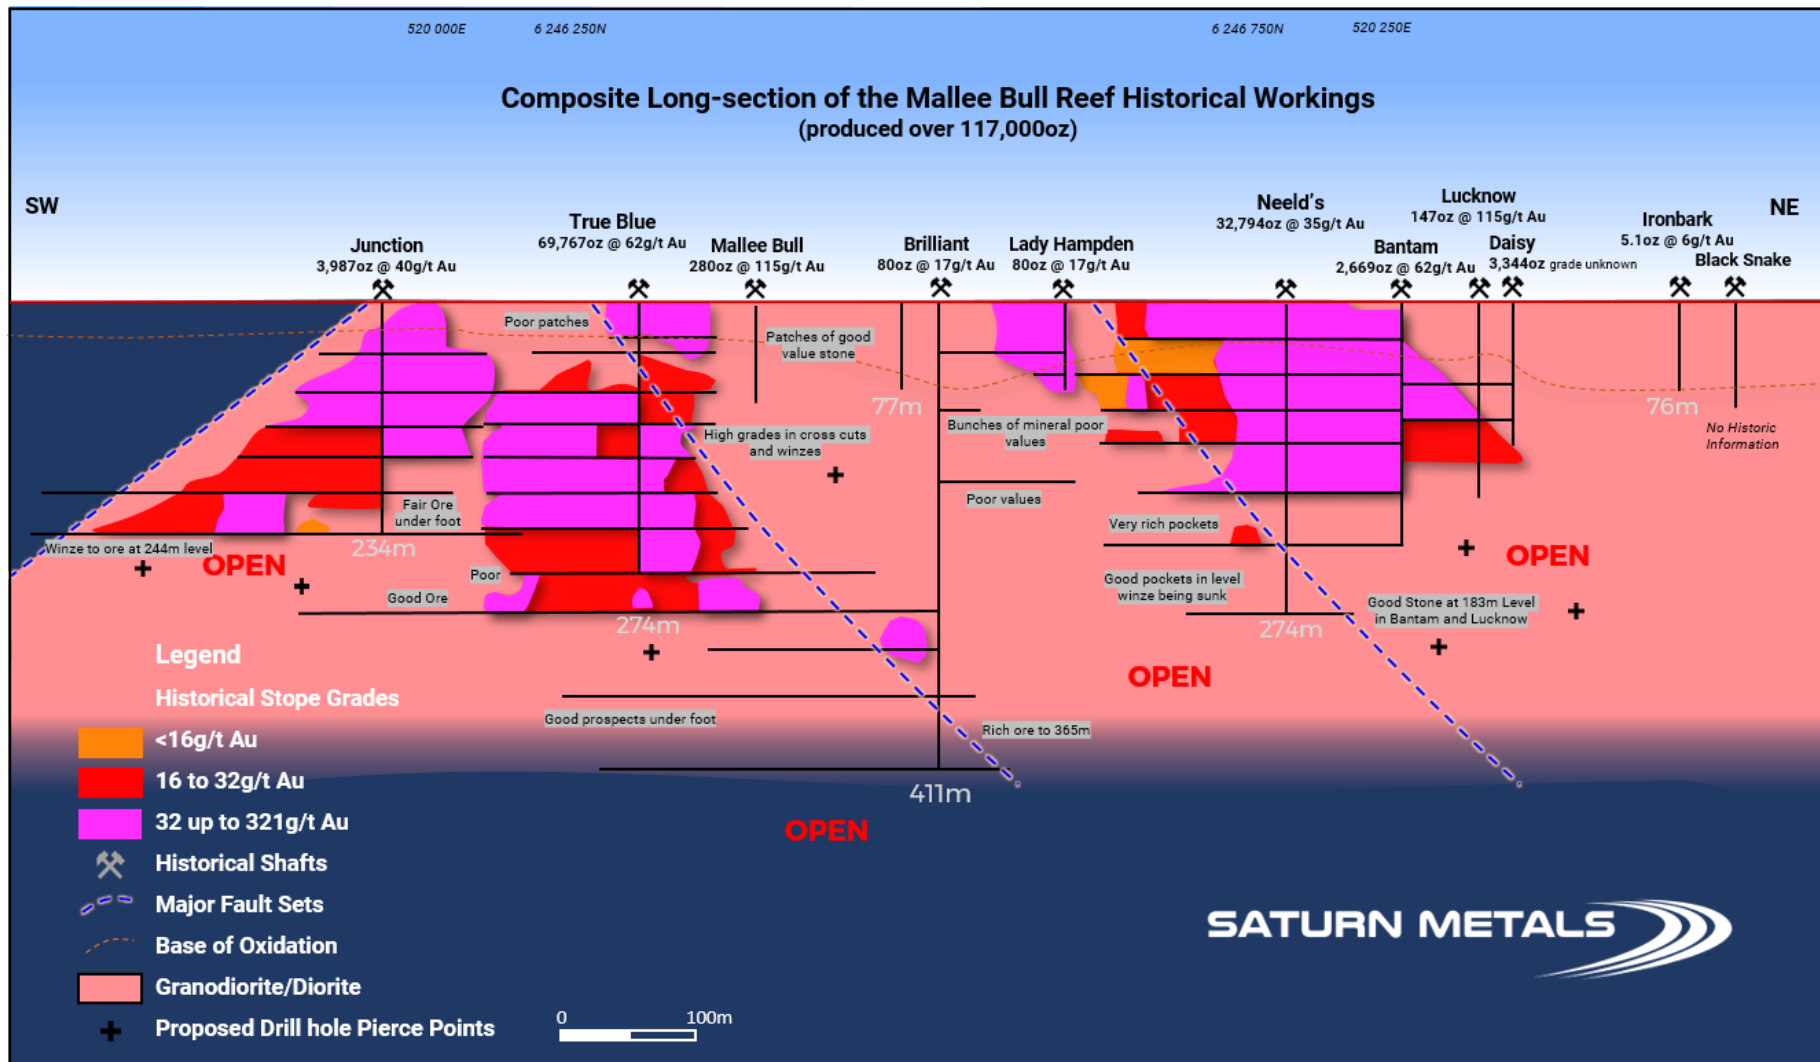 520 000E
6 246 250N
6 246 750N
520 250E
Composite Long-section of the Mallee Bull Reef Historical Workings
(produced over 117,000oz)
SW
NE
Junction
3,987oz @ 40g/t Au
True Blue
69,767oz @ 62g/t Au
Mallee Bull
280oz @ 115g/t Au
Brilliant
80oz @ 17g/t Au
Lady Hampden
80oz @ 17g/t Au
Neeld's
32,794oz @ 35g/t Au
Bantam
2,669oz @ 62g/t Au
Lucknow
147oz @ 115g/t Au
Daisy
3,344oz grade unknown
Ironbark
5.1oz @ 6g/t Au
Black Snake
Poor patches
Patches of good
value stone
77m
76m
High grades in cross cuts
and winzes
Bunches of mineral poor
values
No Historic
Information
Fair Ore
under foot
Poor values
Very rich pockets
Winze to ore at 244m level
OPEN
234m
OPEN
Poor
Good Ore
Good pockets in level
winze being sunk
Good Stone at 183m Level
in Bantam and Lucknow
274m
274m
OPEN
Good prospects under foot
Rich ore to 365m
411m
OPEN
Legend
Historical Stope Grades
<16g/t Au
16 to 32g/t Au
32 up to 321g/t Au
Historical Shafts
Major Fault Sets
Base of Oxidation
Granodiorite/Diorite
Proposed Drill hole Pierce Points
0 100m
SATURN METALS